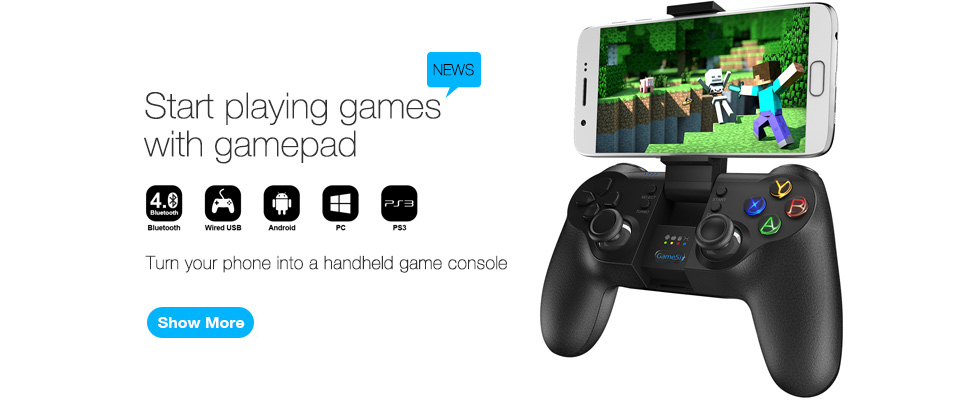 NEWS
Start playing games
with gamepad
4.0
Bluetooth
PS3
Bluetooth
Wired USB
Android
PC
PS3
Turn your phone into a handheld game console
Show More
Y
X
B
A
GameSir